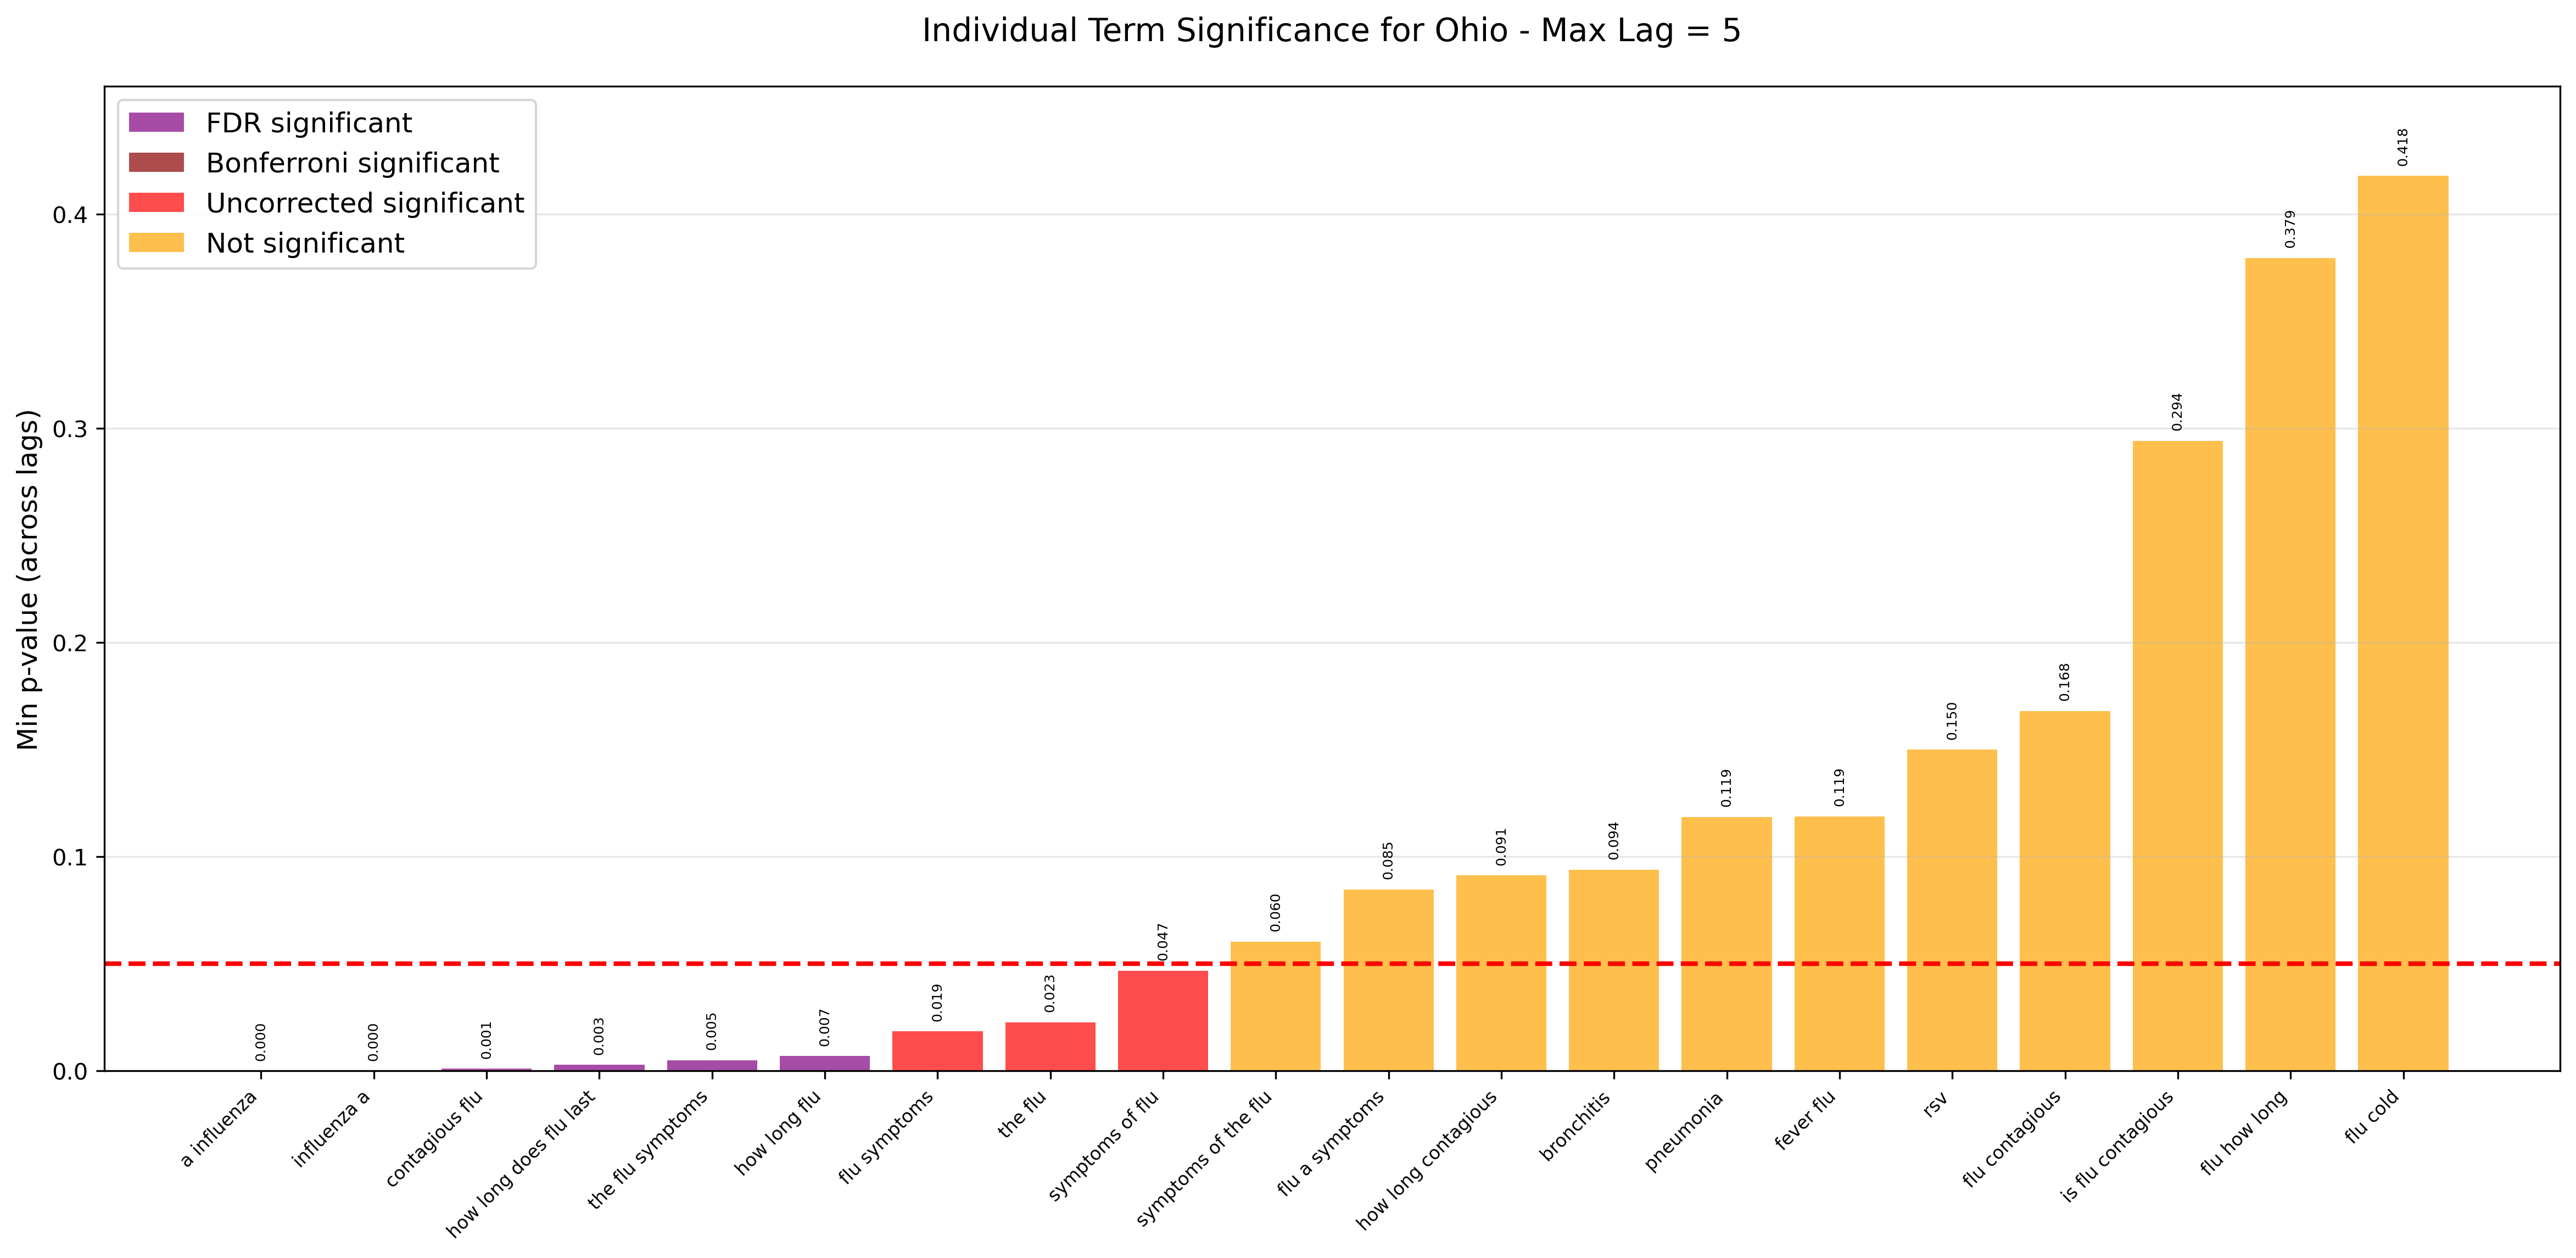 Individual Term Significance for Ohio - Max Lag = 5
FDR significant
Bonferroni significant
Uncorrected significant
Not significant
Min p-value (across lags)
0.4
0.3
0.2
0.1
0.0
0.000
0.000
0.001
0.003
0.005
0.007
0.019
0.023
0.047
0.060
0.085
0.091
0.094
0.119
0.119
0.150
0.168
0.294
0.379
0.418
a influenza
influenza a
contagious flu
how long does flu last
the flu symptoms
how long flu
flu symptoms
the flu
symptoms of flu
symptoms of the flu
flu a symptoms
how long contagious
bronchitis
pneumonia
fever flu
rsv
flu contagious
is flu contagious
flu how long
flu cold